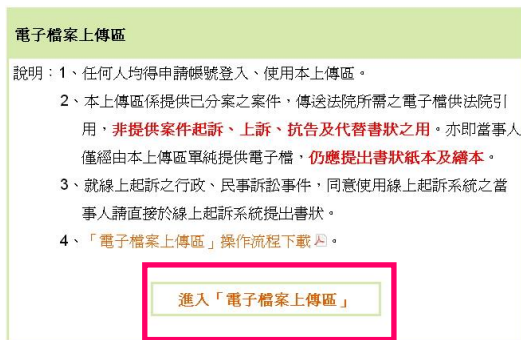 電子檔案上傳區
說明：1、任何人均得申請帳號登入、使用本上傳區。
2、本上傳區係提供已分案之案件，傳送法院所需之電子檔供法院引
用，非提供案件起訴、上訴、抗告及代替書狀之用。亦即當事人
僅經由本上傳區單純提供電子檔，仍應提出書狀紙本及繕本。
3、就線上起訴之行政、民事訴訟事件，同意使用線上起訴系統之當
事人請直接於線上起訴系統提出書狀。
4、「電子檔案上傳區」操作流程下載。
進入「電子檔案上傳區」